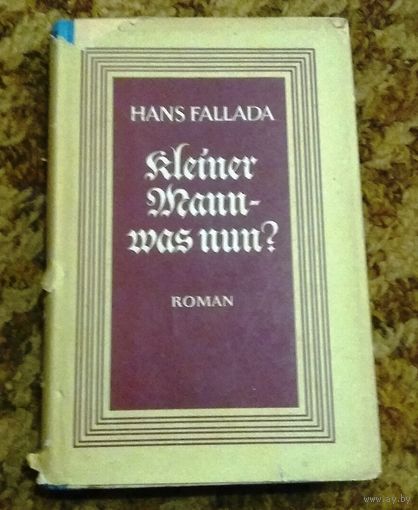 HANS FALLADA
Kleiner
Mann-
was nun?
ROMAN
www.ay.by